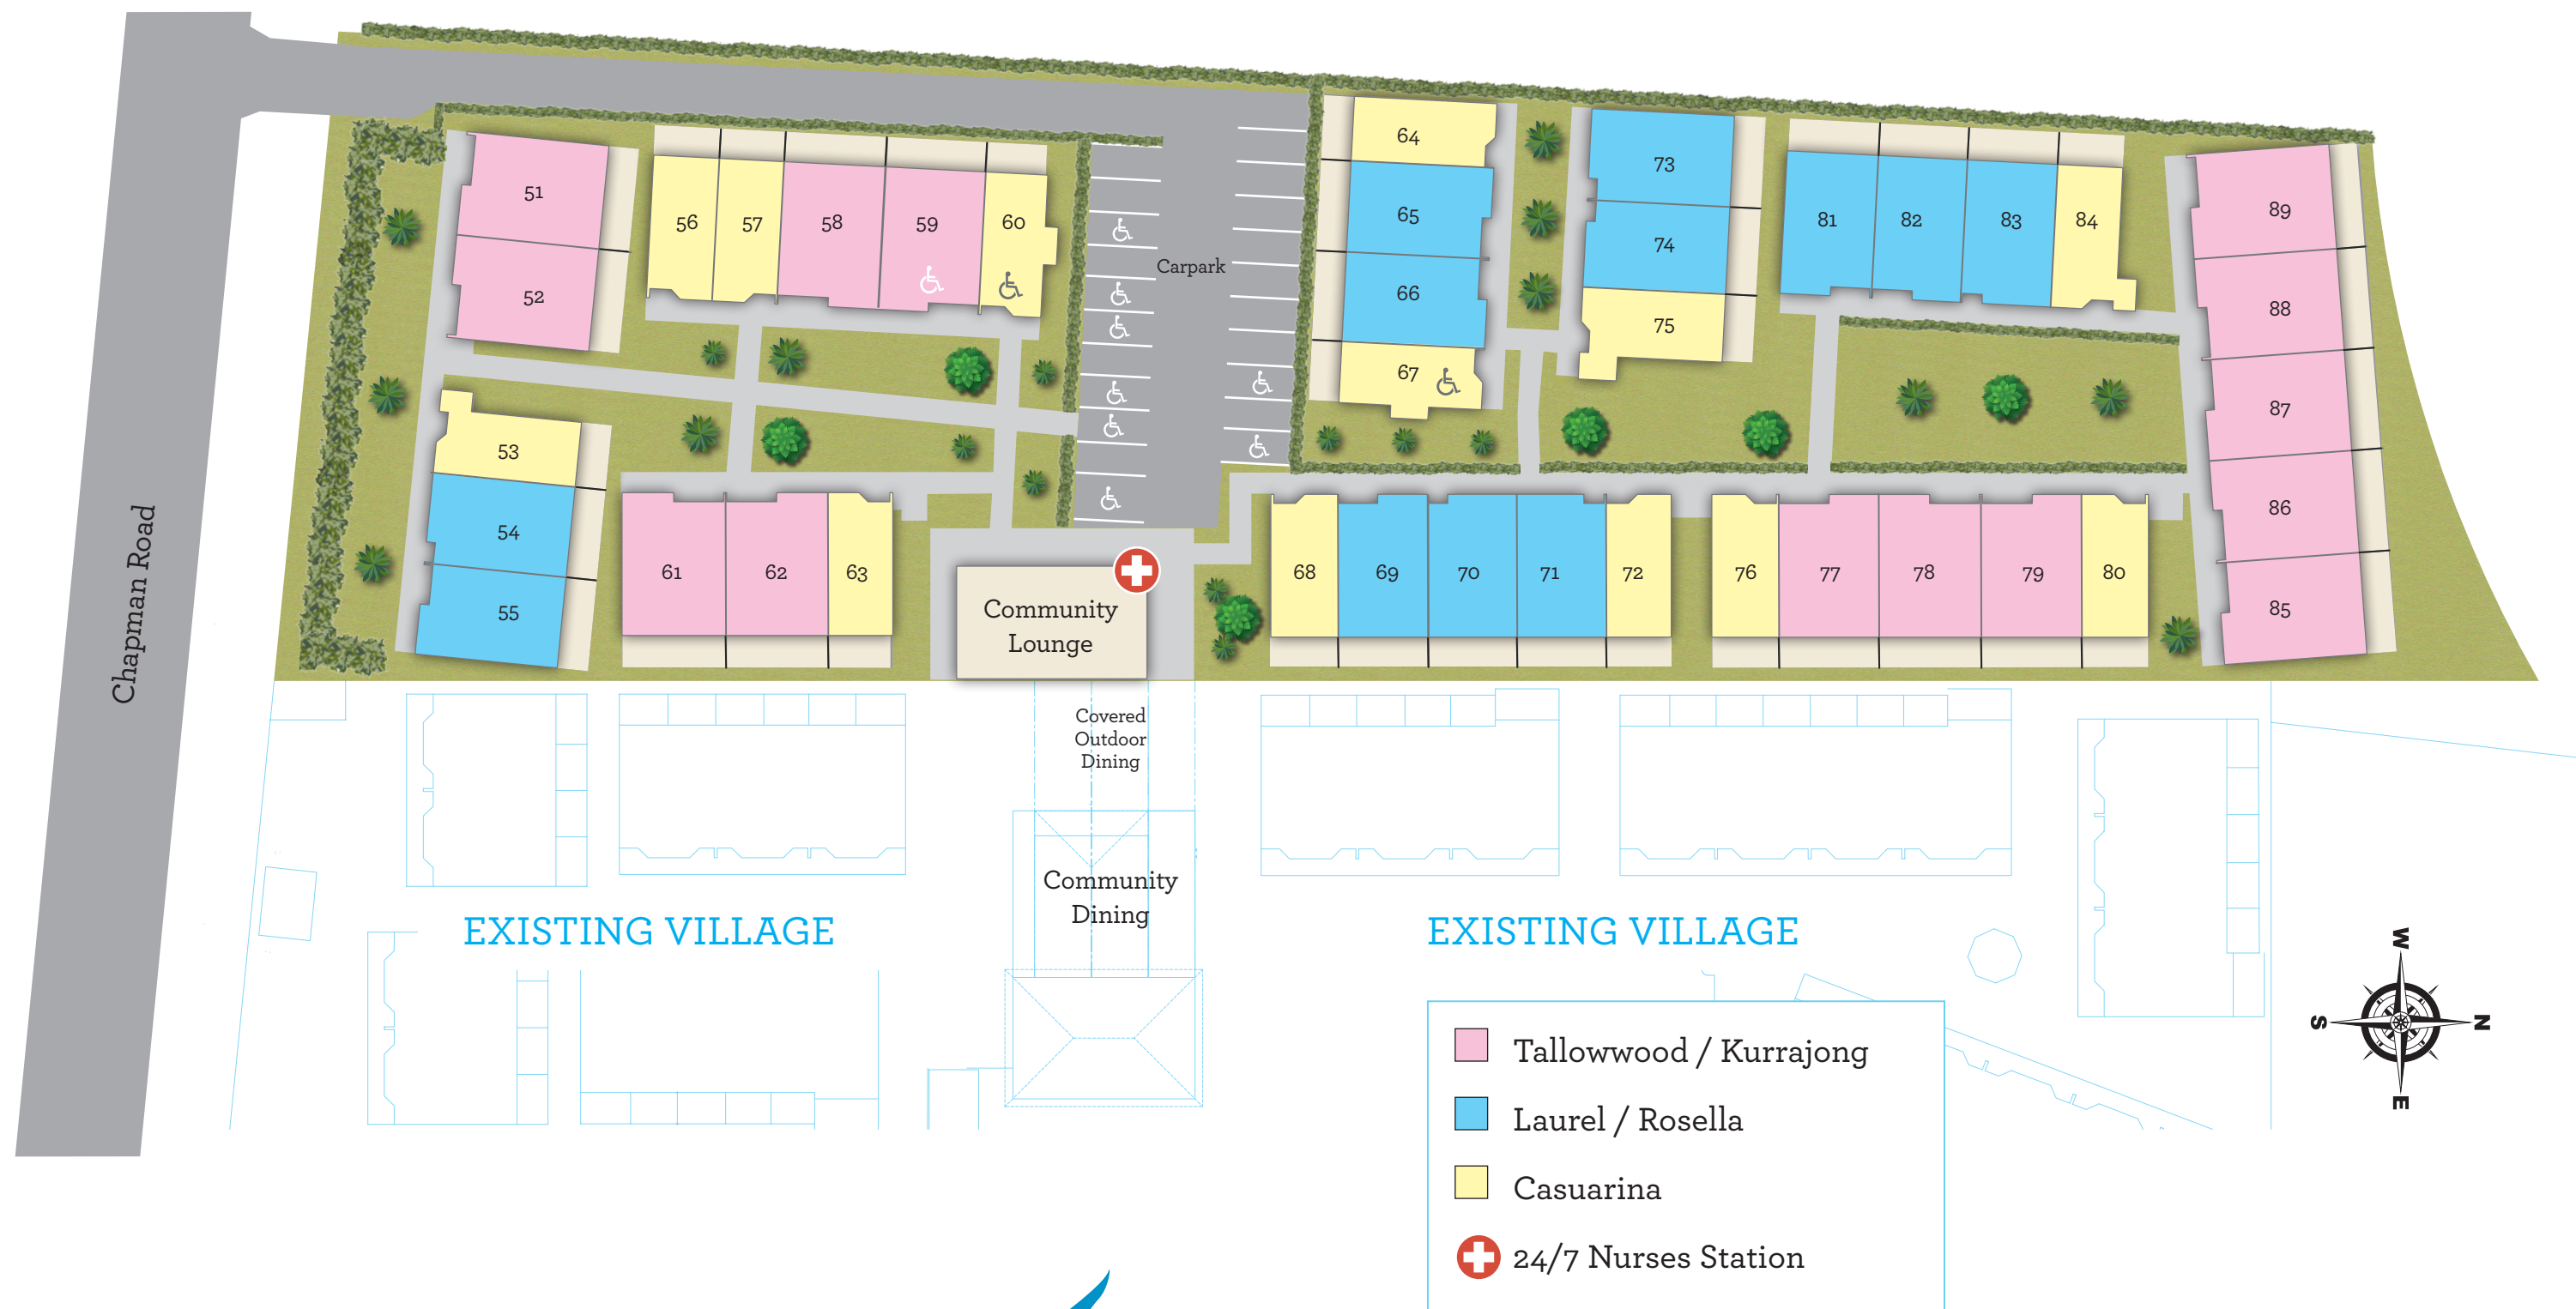 51
52
53
54
55
56
57
58
59
60
61
62
63
Chapman Road
Carpark
Community
Lounge
64
65
66
67
73
74
75
81
82
83
84
89
88
87
86
85
68
69
70
71
72
76
77
78
79
80
Covered
Outdoor
Dining
Community
Dining
EXISTING VILLAGE
EXISTING VILLAGE
W
S
N
E
Tallowwood / Kurrajong
Laurel / Rosella
Casuarina
24/7 Nurses Station